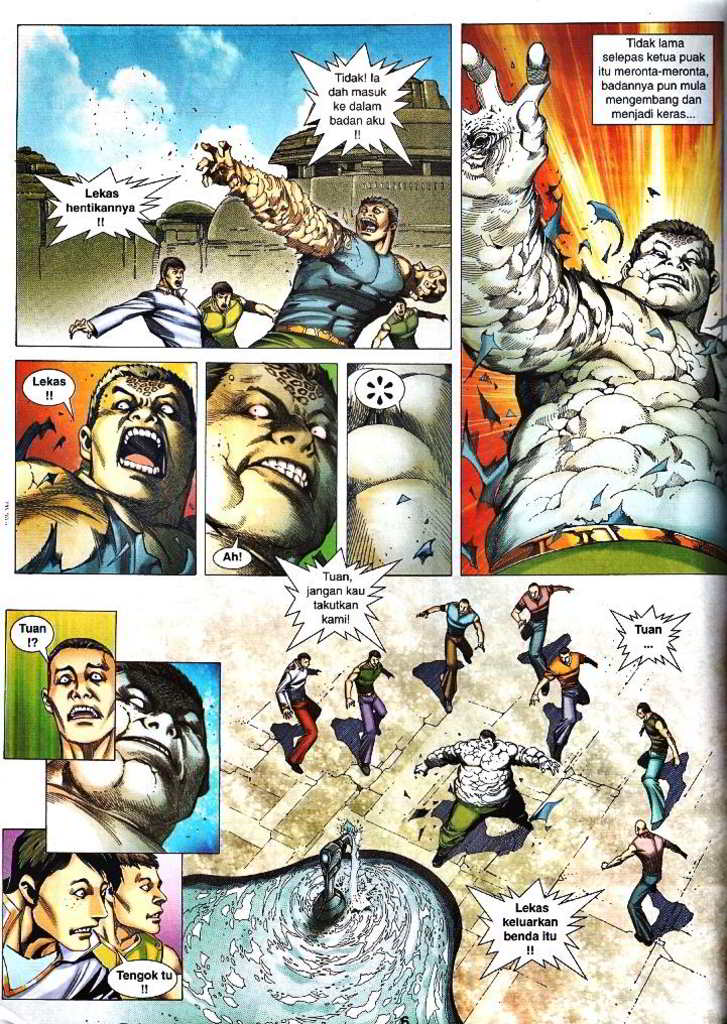 Tidak! Ia
dah masuk
ke dalam
badan aku
!!
Lekas
hentikannya
!!
Tidak lama
selepas ketua puak
itu meronta-meronta,
badannya pun mula
mengembang dan
menjadi keras...
Lekas
!!
Ah!
Tuan,
jangan kau
takutkan
kami!
Tuan
...
Tuan
!?
Tengok tu
!!
Lekas
keluarkan
benda itu
!!
6